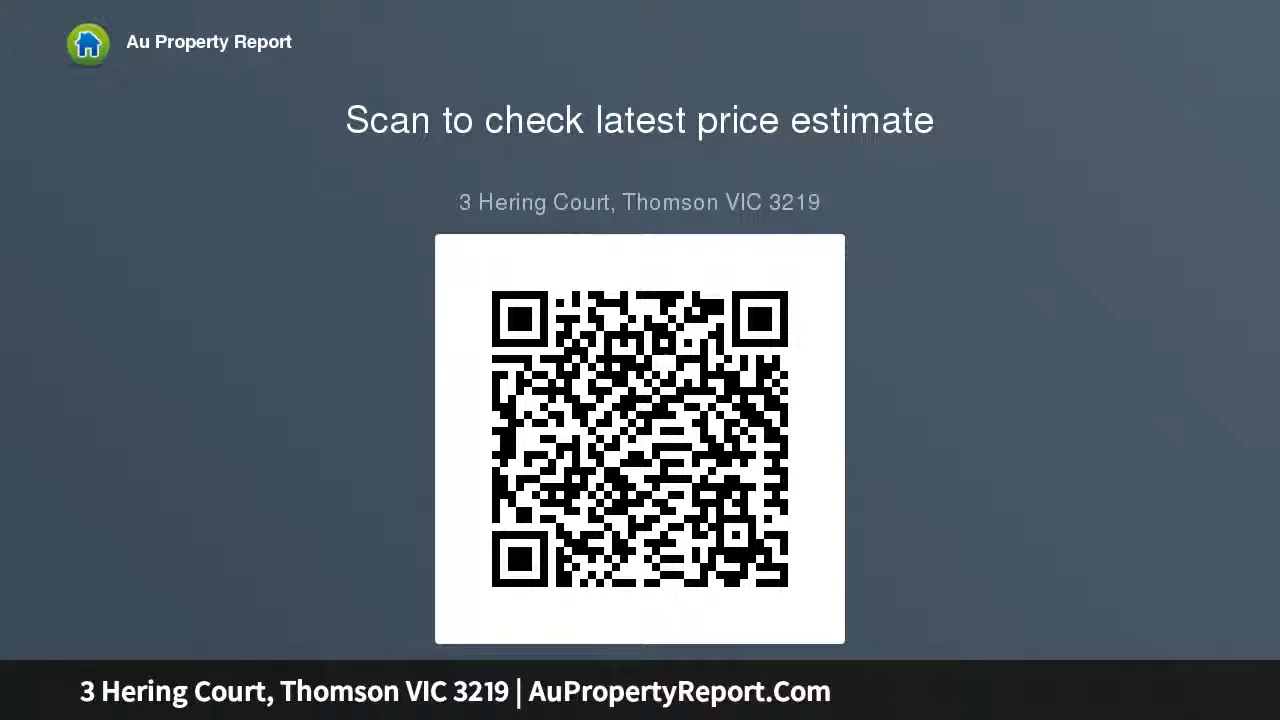 Au Property Report
Scan to check latest price estimate
3 Hering Court, Thomson VIC 3219
3 Hering Court, Thomson VIC 3219 | AuPropertyReport.Com